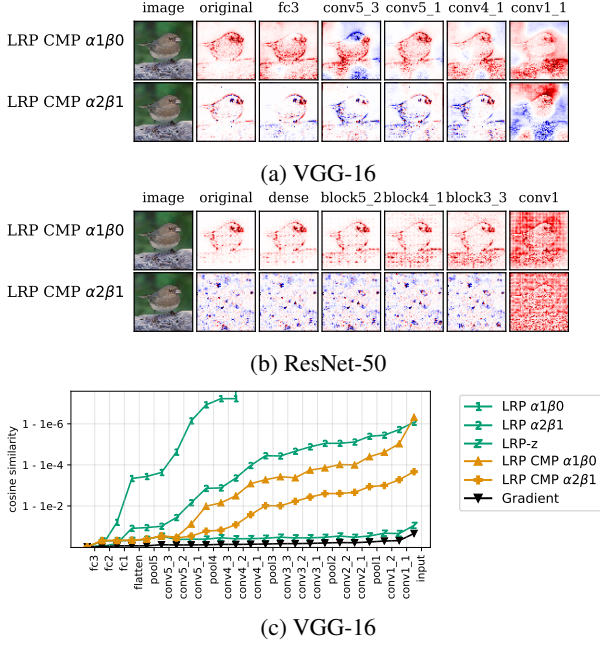 image original fc3 conv5_3 conv5_1 conv4_1 conv1_1
LRP CMP α1β0
LRP CMP α2β1
(a) VGG-16
image original dense block5_2 block4_1 block3_3 conv1
LRP CMP α1β0
LRP CMP α2β1
(b) ResNet-50
cosine similarity
1 - 1e-6
1 - 1e-4
1 - 1e-2
fc3 fc2 fc1 flatten pool5 conv5_3 conv5_2 conv5_1 pool4 conv4_3 conv4_2 conv4_1 pool3 conv3_3 conv3_2 conv3_1 pool2 conv2_2 conv2_1 pool1 conv1_2 conv1_1 input
LRP α1β0
LRP α2β1
LRP-z
LRP CMP α1β0
LRP CMP α2β1
Gradient
(c) VGG-16